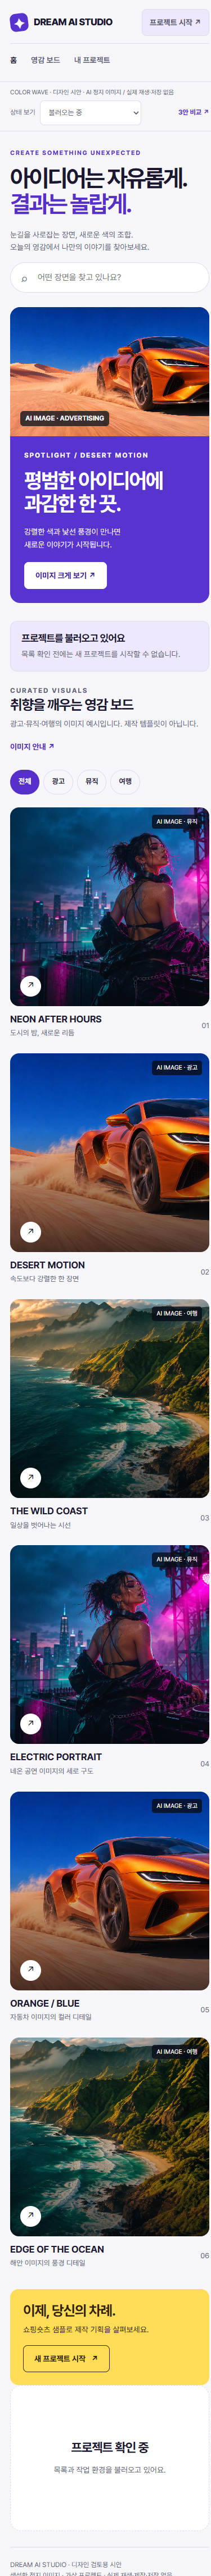 DREAM AI STUDIO
프로젝트 시작 ↗
홈 영감 보드 내 프로젝트
COLOR WAVE · 디자인 시안 · AI 정지 이미지 / 실제 재생·저장 없음
상태 보기 불러오는 중 3안 비교 ↗
CREATE SOMETHING UNEXPECTED
아이디어는 자유롭게.
결과는 놀랍게.
눈길을 사로잡는 장면, 새로운 색의 조합.
오늘의 영감에서 나만의 이야기를 찾아보세요.
어떤 장면을 찾고 있나요?
AI IMAGE · ADVERTISING
SPOTLIGHT / DESERT MOTION
평범한 아이디어에
과감한 한 끗.
강렬한 색과 낯선 풍경이 만나면
새로운 이야기가 시작됩니다.
이미지 크게 보기 ↗
프로젝트를 불러오고 있어요
목록 확인 전에는 새 프로젝트를 시작할 수 없습니다.
CURATED VISUALS
취향을 깨우는 영감 보드
광고·뮤직·여행의 이미지 예시입니다. 제작 템플릿이 아닙니다.
이미지 안내 ↗
전체 광고 뮤직 여행
AI IMAGE · 뮤직
↗
NEON AFTER HOURS
01
도시의 밤, 새로운 리듬
AI IMAGE · 광고
↗
DESERT MOTION
02
속도보다 강렬한 한 장면
AI IMAGE · 여행
↗
THE WILD COAST
03
일상을 벗어나는 시선
AI IMAGE · 뮤직
↗
ELECTRIC PORTRAIT
04
네온 공연 이미지의 세로 구도
AI IMAGE · 광고
↗
ORANGE / BLUE
05
자동차 이미지의 컬러 디테일
AI IMAGE · 여행
↗
EDGE OF THE OCEAN
06
해안 이미지의 풍경 디테일
이제, 당신의 차례.
쇼핑숏츠 샘플로 제작 기획을 살펴보세요.
새 프로젝트 시작 ↗
프로젝트 확인 중
목록과 작업 환경을 불러오고 있어요.
DREAM AI STUDIO · 디자인 검토용 시안